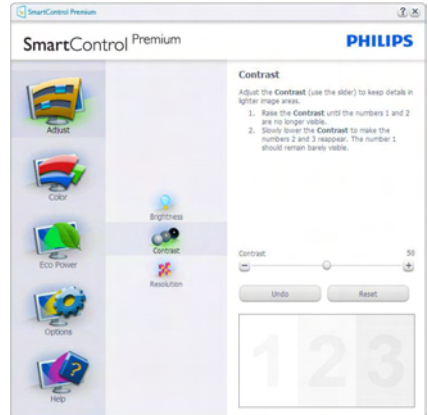 SmartControl Premium
SmartControl Premium
PHILIPS
Adjust
Color
Eco Power
Options
Help
Brightness
Contrast
Resolution
Contrast
Adjust the Contrast (use the slider) to keep details in
lighter image areas.
1. Raise the Contrast until the numbers 1 and 2
are no longer visible.
2. Slowly lower the Contrast to make the
numbers 2 and 3 reappear. The number 1
should remain barely visible.
Contrast 50
Undo Reset
1 2 3